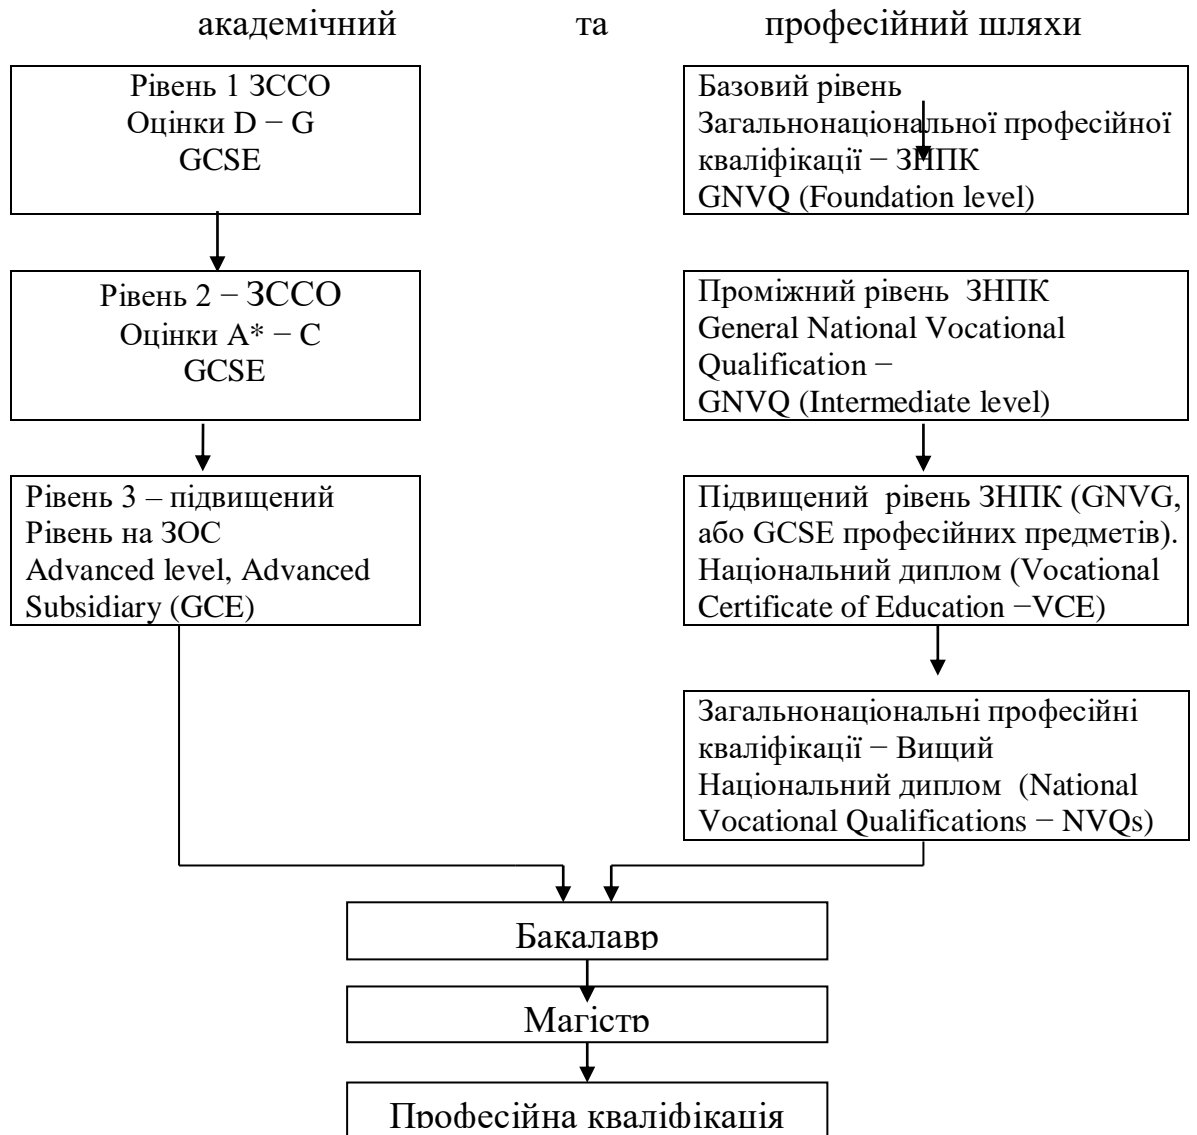 академічний та професійний шляхи
Рівень 1 ЗССО
Оцінки D − G
GCSE
Базовий рівень
Загальнонаціональної професійної
кваліфікації − ЗНПК
GNVQ (Foundation level)
Рівень 2 − ЗССО
Оцінки A* − C
GCSE
Проміжний рівень ЗНПК
General National Vocational
Qualification −
GNVQ (Intermediate level)
Рівень 3 – підвищений
Рівень на ЗОС
Advanced level, Advanced
Subsidiary (GCE)
Підвищений рівень ЗНПК (GNVG,
або GCSE професійних предметів).
Національний диплом (Vocational
Certificate of Education −VCE)
Загальнонаціональні професійні
кваліфікації − Вищий
Національний диплом (National
Vocational Qualifications − NVQs)
Бакалавр
Магістр
Професійна кваліфікація